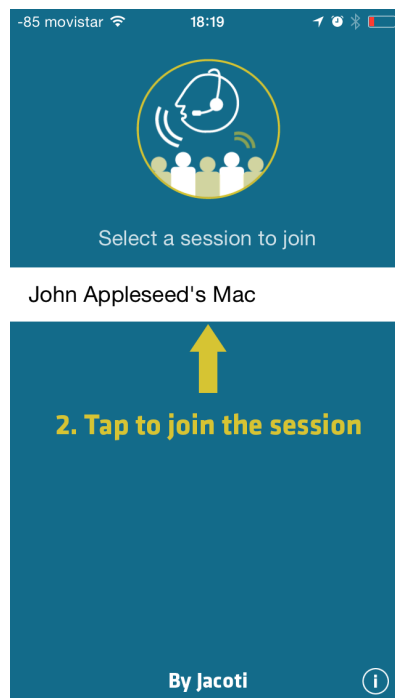 -85 movistar 18:19
Select a session to join
John Appleseed's Mac
2. Tap to join the session
By Jacoti i